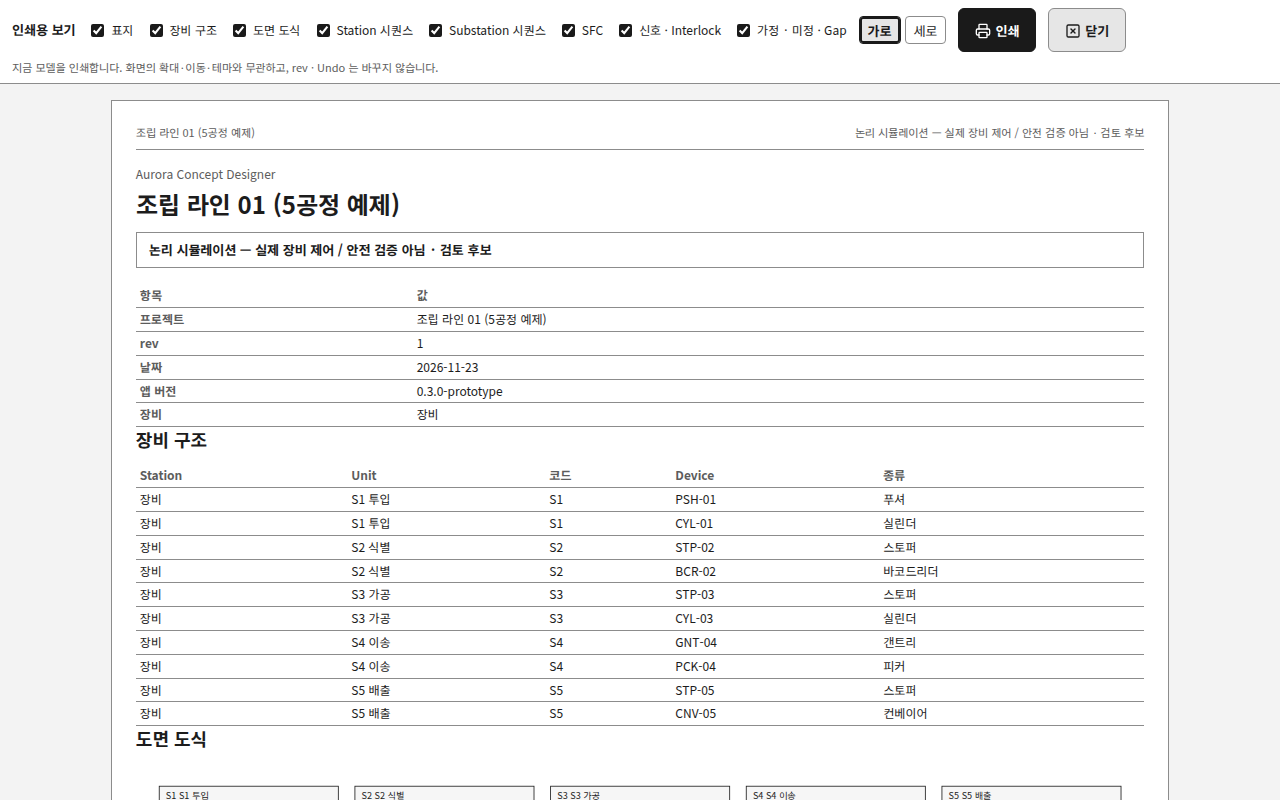 인쇄용 보기 표지 장비 구조 도면 도식 Station 시퀀스 Substation 시퀀스 SFC 신호 · Interlock 가정 · 미정 · Gap 가로 세로 인쇄 닫기
지금 모델을 인쇄합니다. 화면의 확대·이동·테마와 무관하고, rev · Undo 는 바꾸지 않습니다.
조립 라인 01 (5공정 예제) 논리 시뮬레이션 — 실제 장비 제어 / 안전 검증 아님 · 검토 후보
Aurora Concept Designer
조립 라인 01 (5공정 예제)
논리 시뮬레이션 — 실제 장비 제어 / 안전 검증 아님 · 검토 후보
항목 값
프로젝트 조립 라인 01 (5공정 예제)
rev 1
날짜 2026-11-23
앱 버전 0.3.0-prototype
장비 장비
장비 구조
Station Unit 코드 Device 종류
장비 S1 투입 S1 PSH-01 푸셔
장비 S1 투입 S1 CYL-01 실린더
장비 S2 식별 S2 STP-02 스토퍼
장비 S2 식별 S2 BCR-02 바코드리더
장비 S3 가공 S3 STP-03 스토퍼
장비 S3 가공 S3 CYL-03 실린더
장비 S4 이송 S4 GNT-04 갠트리
장비 S4 이송 S4 PCK-04 피커
장비 S5 배출 S5 STP-05 스토퍼
장비 S5 배출 S5 CNV-05 컨베이어
도면 도식
S1 S1 투입 S2 S2 식별 S3 S3 가공 S4 S4 이송 S5 S5 배출